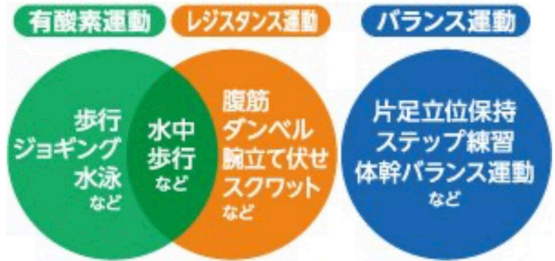 有酸素運動
レジスタンス運動
バランス運動
歩行
ジョギング
水泳
など
水中
歩行
など
腹筋
ダンベル
腕立て伏せ
スクワット
など
片足立位保持
ステップ練習
体幹バランス運動
など